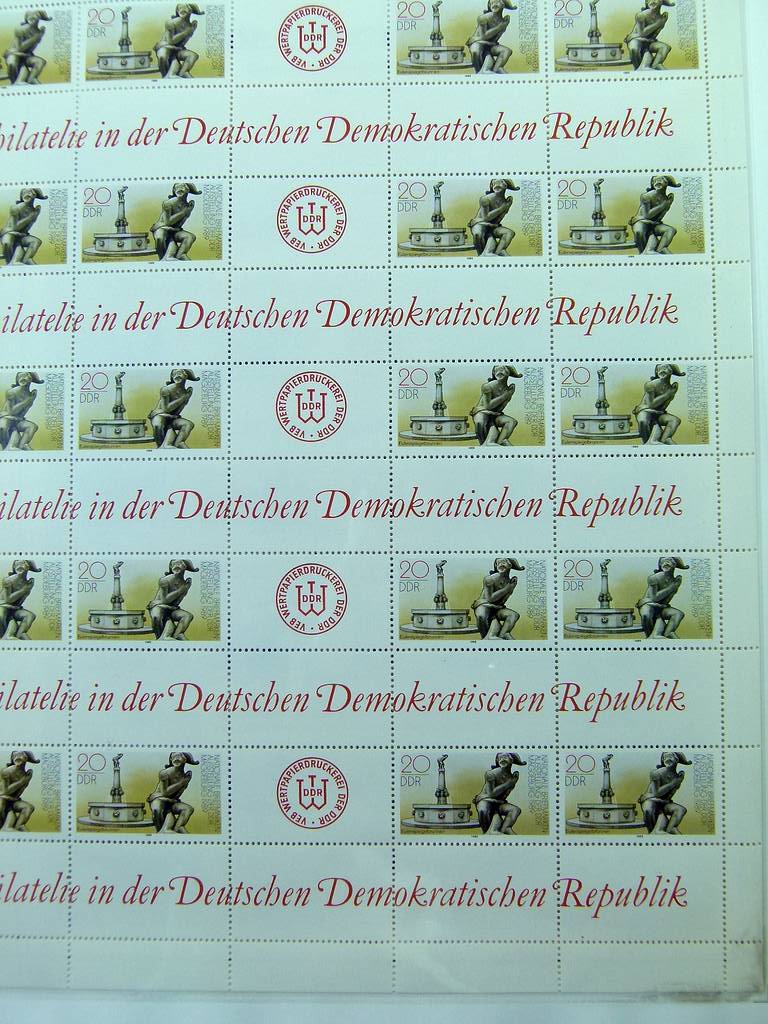 20 20 20
DDR DDR DDR
VEB WERTPAPIERDRUCKEREI DER DDR
DDR
Philatelie in der Deutschen Demokratischen Republik
20 20 20
DDR DDR DDR
VEB WERTPAPIERDRUCKEREI DER DDR
DDR
ilatelie in der Deutschen Demokratischen Republik
20 20 20
DDR DDR DDR
VEB WERTPAPIERDRUCKEREI DER DDR
DDR
ilatelie in der Deutschen Demokratischen Republik
20 20 20
DDR DDR DDR
VEB WERTPAPIERDRUCKEREI DER DDR
DDR
ilatelie in der Deutschen Demokratischen Republik
20 20 20
DDR DDR DDR
VEB WERTPAPIERDRUCKEREI DER DDR
DDR
ilatelie in der Deutschen Demokratischen Republik